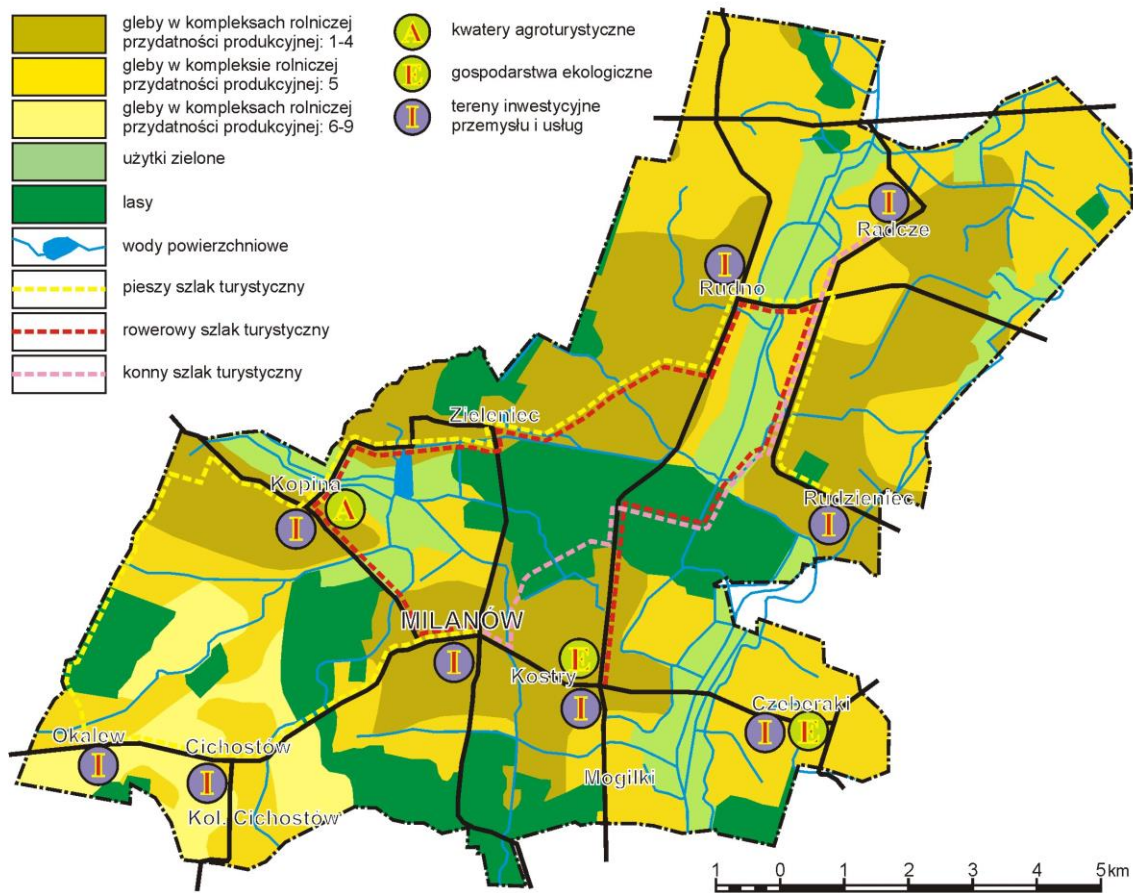 gleby w kompleksach rolniczej
przydatności produkcyjnej: 1-4
gleby w kompleksie rolniczej
przydatności produkcyjnej: 5
gleby w kompleksach rolniczej
przydatności produkcyjnej: 6-9
użytki zielone
lasy
wody powierzchniowe
pieszy szlak turystyczny
rowerowy szlak turystyczny
konny szlak turystyczny
A kwatery agroturystyczne
E gospodarstwa ekologiczne
I tereny inwestycyjne
przemysłu i usług
I
Radcze
I
Rudno
Zieleniec
Kopina
A
I
Rudzieniec
I
MILANÓW
I
E
Kostry
I
Czeberaki
I E
Okalew
I
Cichostów
I
Mogiłki
Kol. Cichostów
1 0 1 2 3 4 5 km